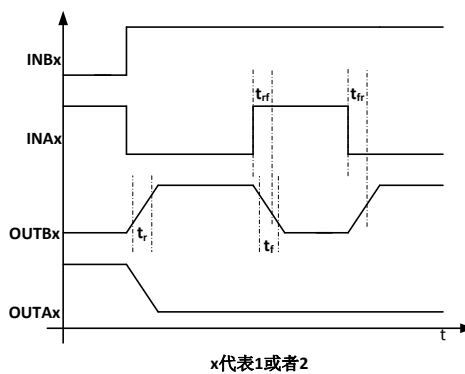 INBx
t_rf
t_fr
INAx
OUTBx
t_r
t_f
OUTAx
t
x代表1或者2